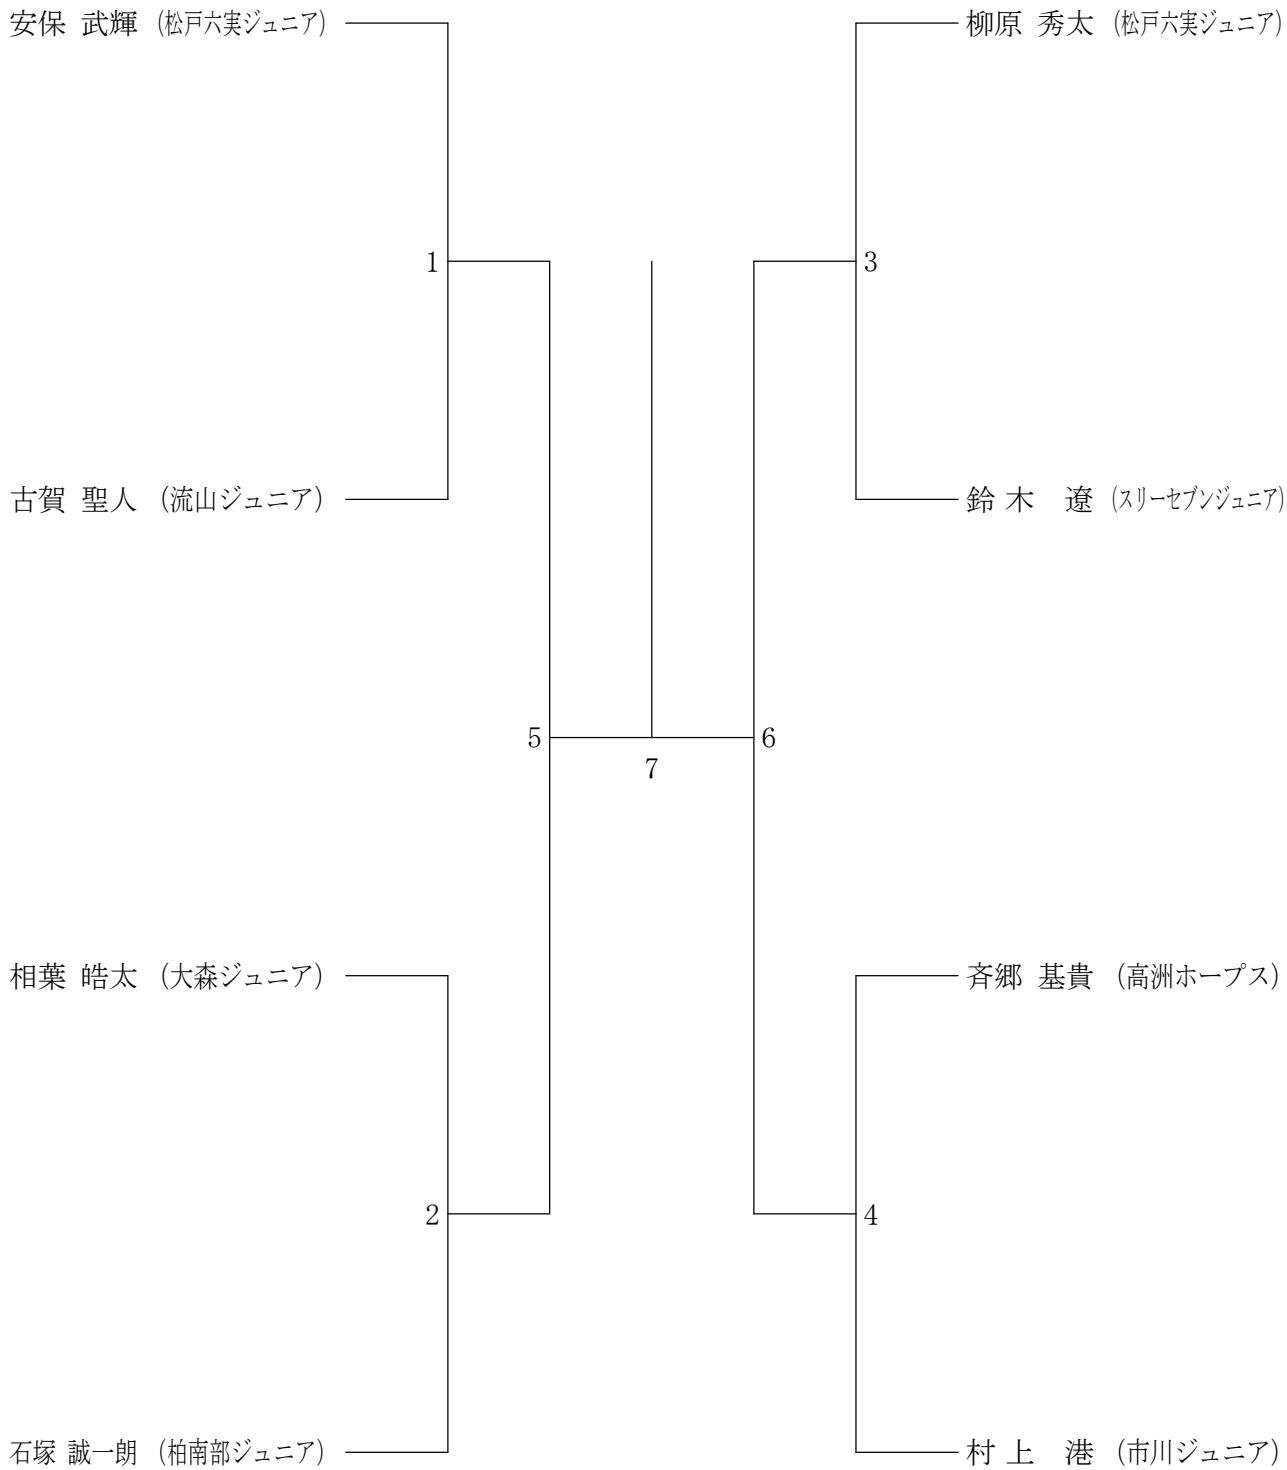 安保 武輝 (松戸六実ジュニア)
柳原 秀太 (松戸六実ジュニア)
1
3
古賀 聖人 (流山ジュニア)
鈴木 遼 (スリーセブンジュニア)
5
6
7
相葉 皓太 (大森ジュニア)
斉郷 基貴 (高洲ホープス)
2
4
石塚 誠一朗 (柏南部ジュニア)
村上 港 (市川ジュニア)